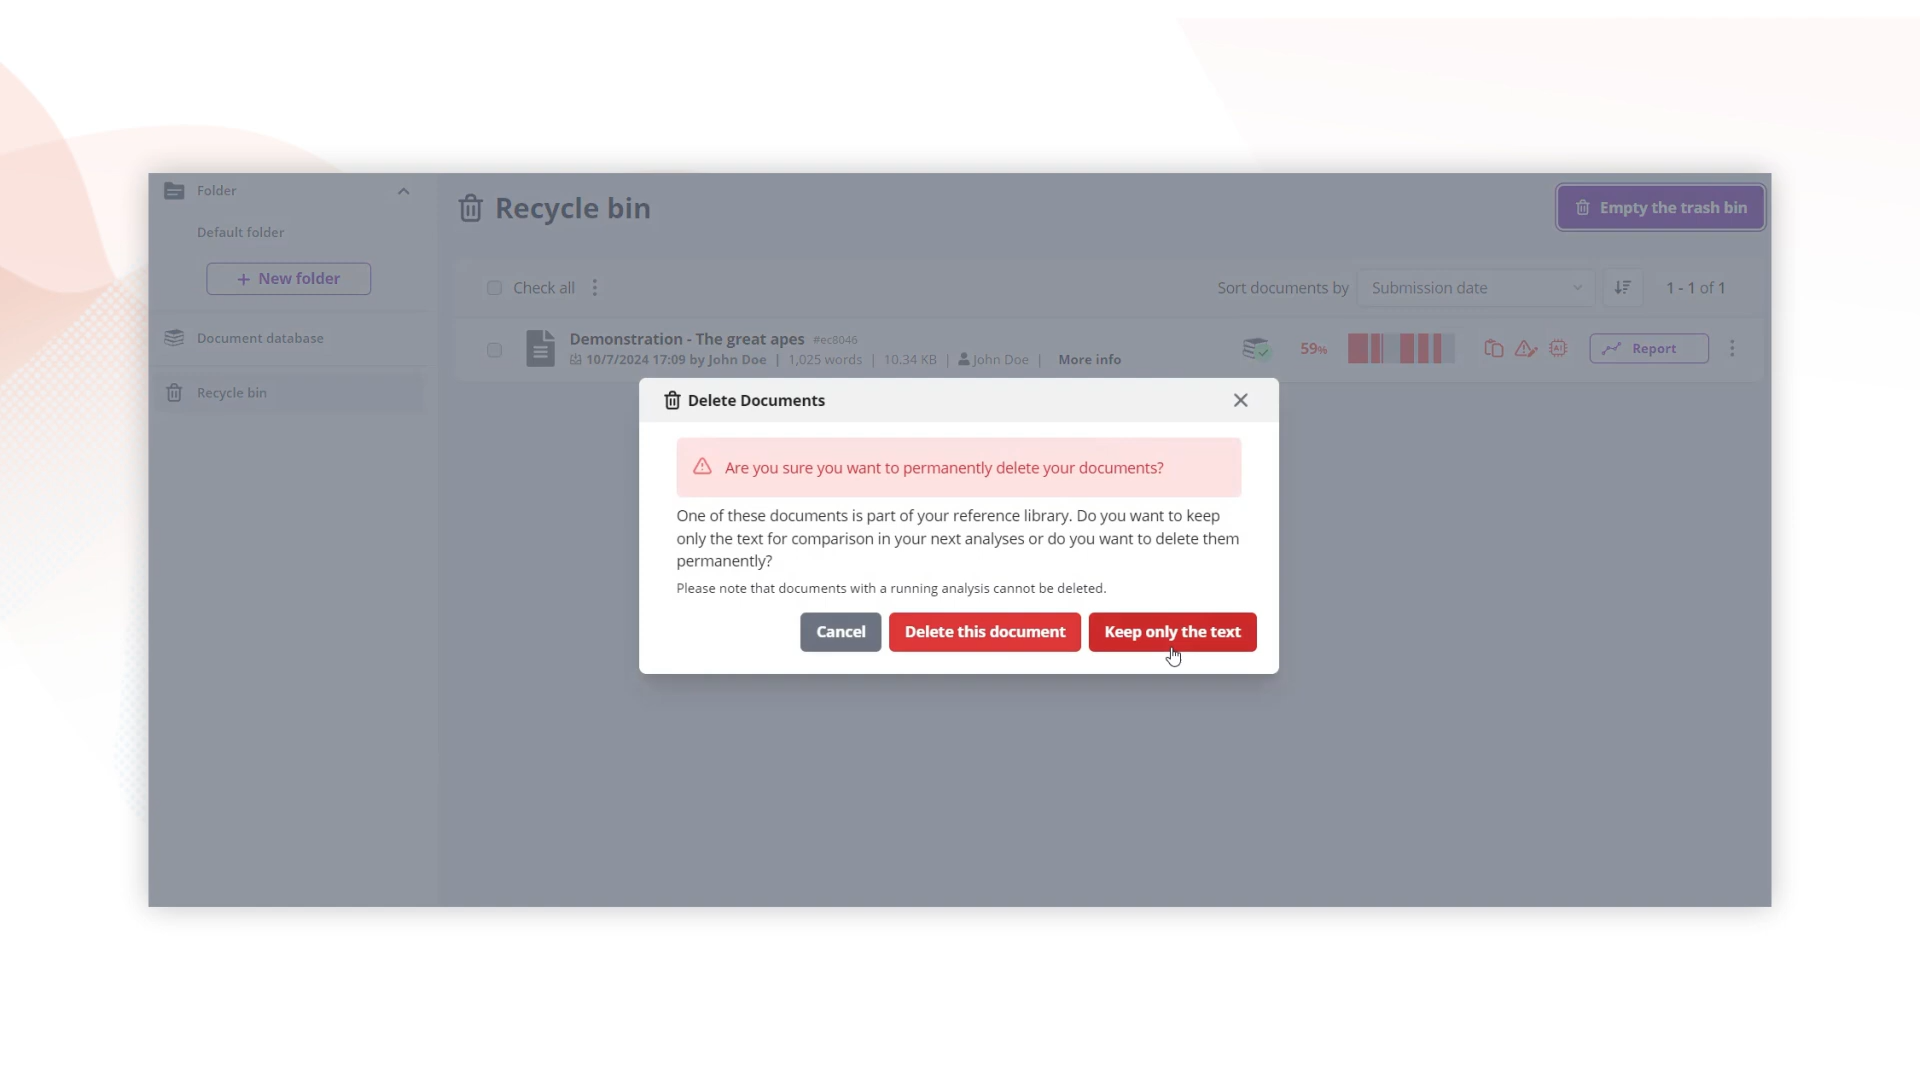 Folder
Default folder
+ New folder
Document database
Recycle bin
Recycle bin
Empty the trash bin
Check all
Sort documents by Submission date 1 - 1 of 1
Demonstration - The great apes #ec8046
10/7/2024 17:09 by John Doe | 1,025 words | 10.34 KB | John Doe | More info
59%
AI
Report
Delete Documents
Are you sure you want to permanently delete your documents?
One of these documents is part of your reference library. Do you want to keep
only the text for comparison in your next analyses or do you want to delete them
permanently?
Please note that documents with a running analysis cannot be deleted.
Cancel Delete this document Keep only the text